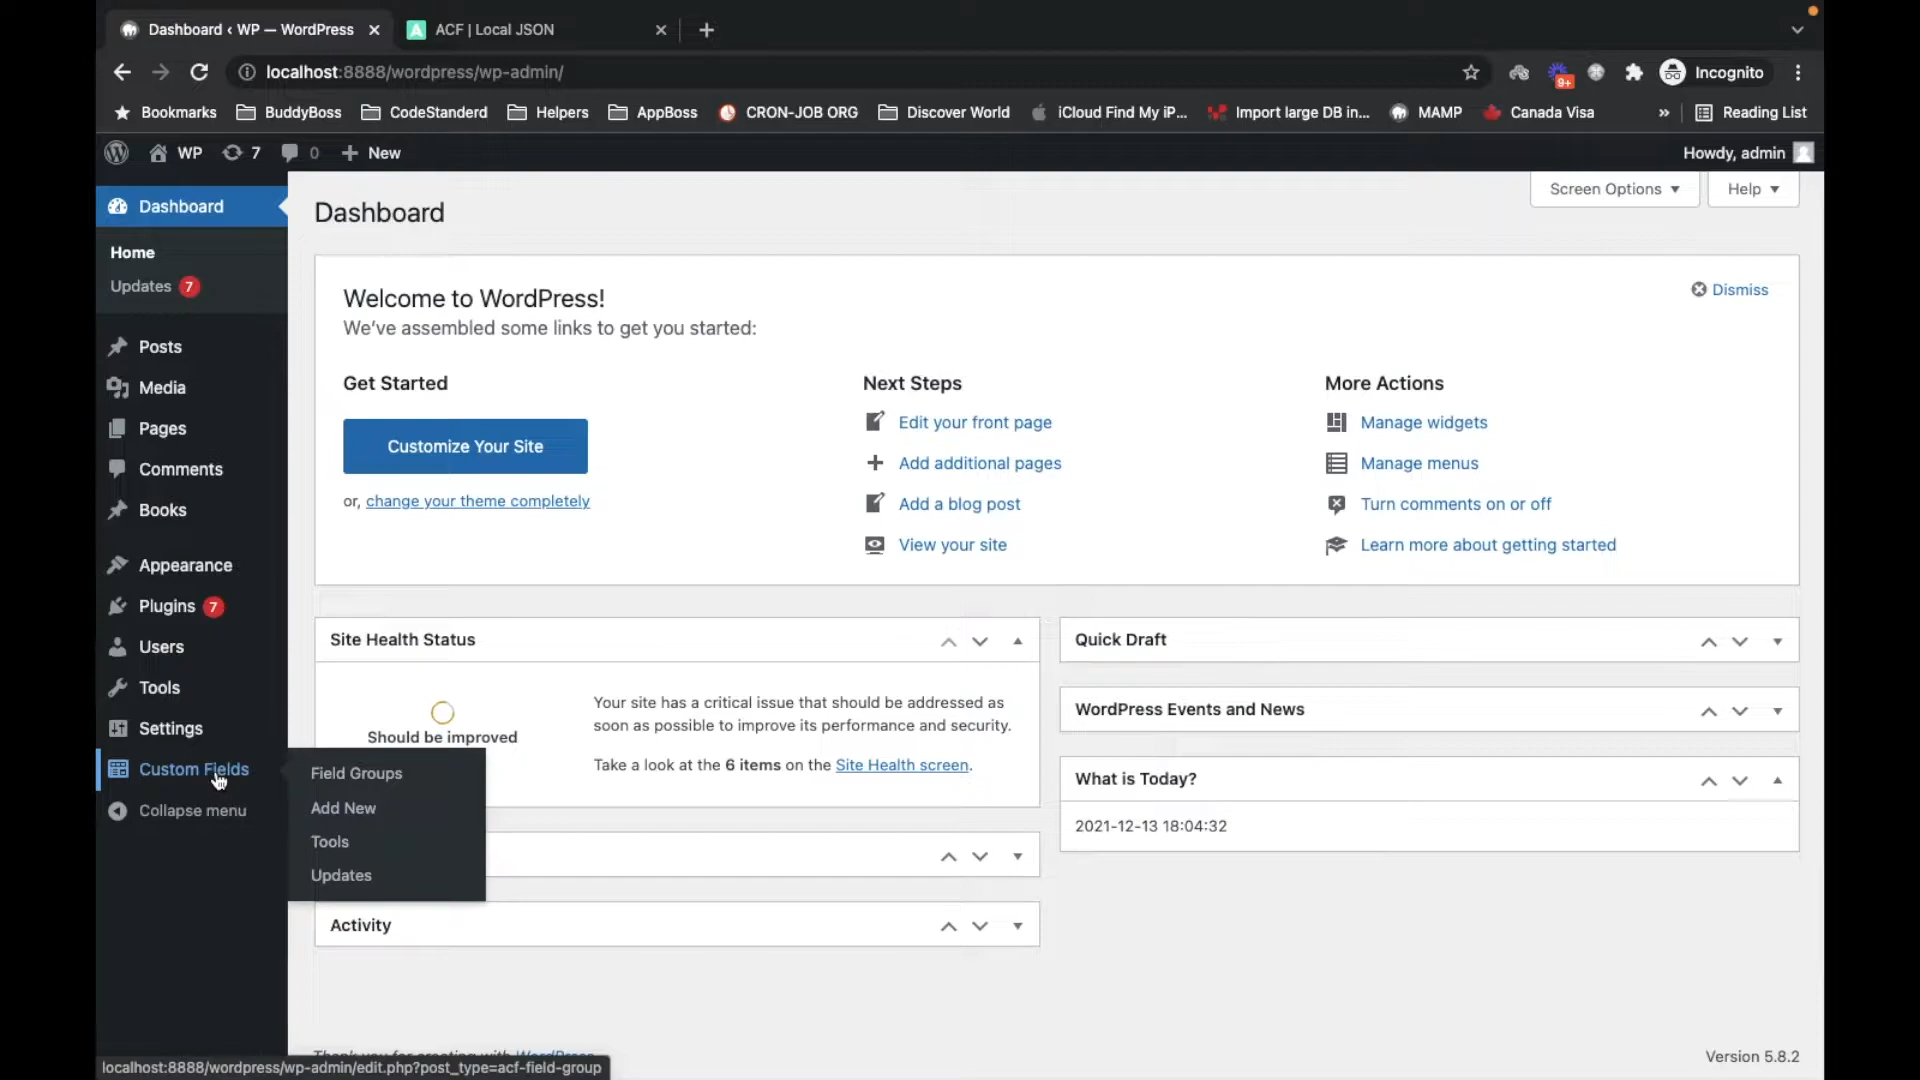 Dashboard ‹ WP — WordPress
ACF | Local JSON
localhost:8888/wordpress/wp-admin/
9+
Incognito
Bookmarks
BuddyBoss
CodeStanderd
Helpers
AppBoss
CRON-JOB ORG
Discover World
iCloud Find My iP...
Import large DB in...
MAMP
Canada Visa
»
Reading List
WP
7
0
New
Howdy, admin
Dashboard
Home
Updates 7
Posts
Media
Pages
Comments
Books
Appearance
Plugins 7
Users
Tools
Settings
Custom Fields
Collapse menu
Field Groups
Add New
Tools
Updates
Screen Options
Help
Dashboard
Welcome to WordPress!
We've assembled some links to get you started:
Dismiss
Get Started
Customize Your Site
or, change your theme completely
Next Steps
Edit your front page
Add additional pages
Add a blog post
View your site
More Actions
Manage widgets
Manage menus
Turn comments on or off
Learn more about getting started
Site Health Status
Should be improved
Your site has a critical issue that should be addressed as
soon as possible to improve its performance and security.
Take a look at the 6 items on the Site Health screen.
Activity
Quick Draft
WordPress Events and News
What is Today?
2021-12-13 18:04:32
Thank you for creating with WordPress
Version 5.8.2
localhost:8888/wordpress/wp-admin/edit.php?post_type=acf-field-group